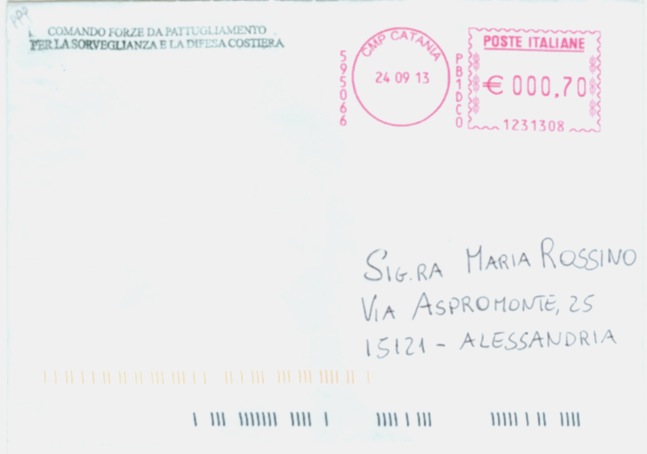 COMANDO FORZE DA PATTUGLIAMENTO
PER LA SORVEGLIANZA E LA DIFESA COSTIERA
595066
CMP CATANIA
24 09 13
PB1DC0
POSTE ITALIANE
€ 000,70
1231308
SIG.RA MARIA ROSSINO
VIA ASPROMONTE, 25
15121 - ALESSANDRIA